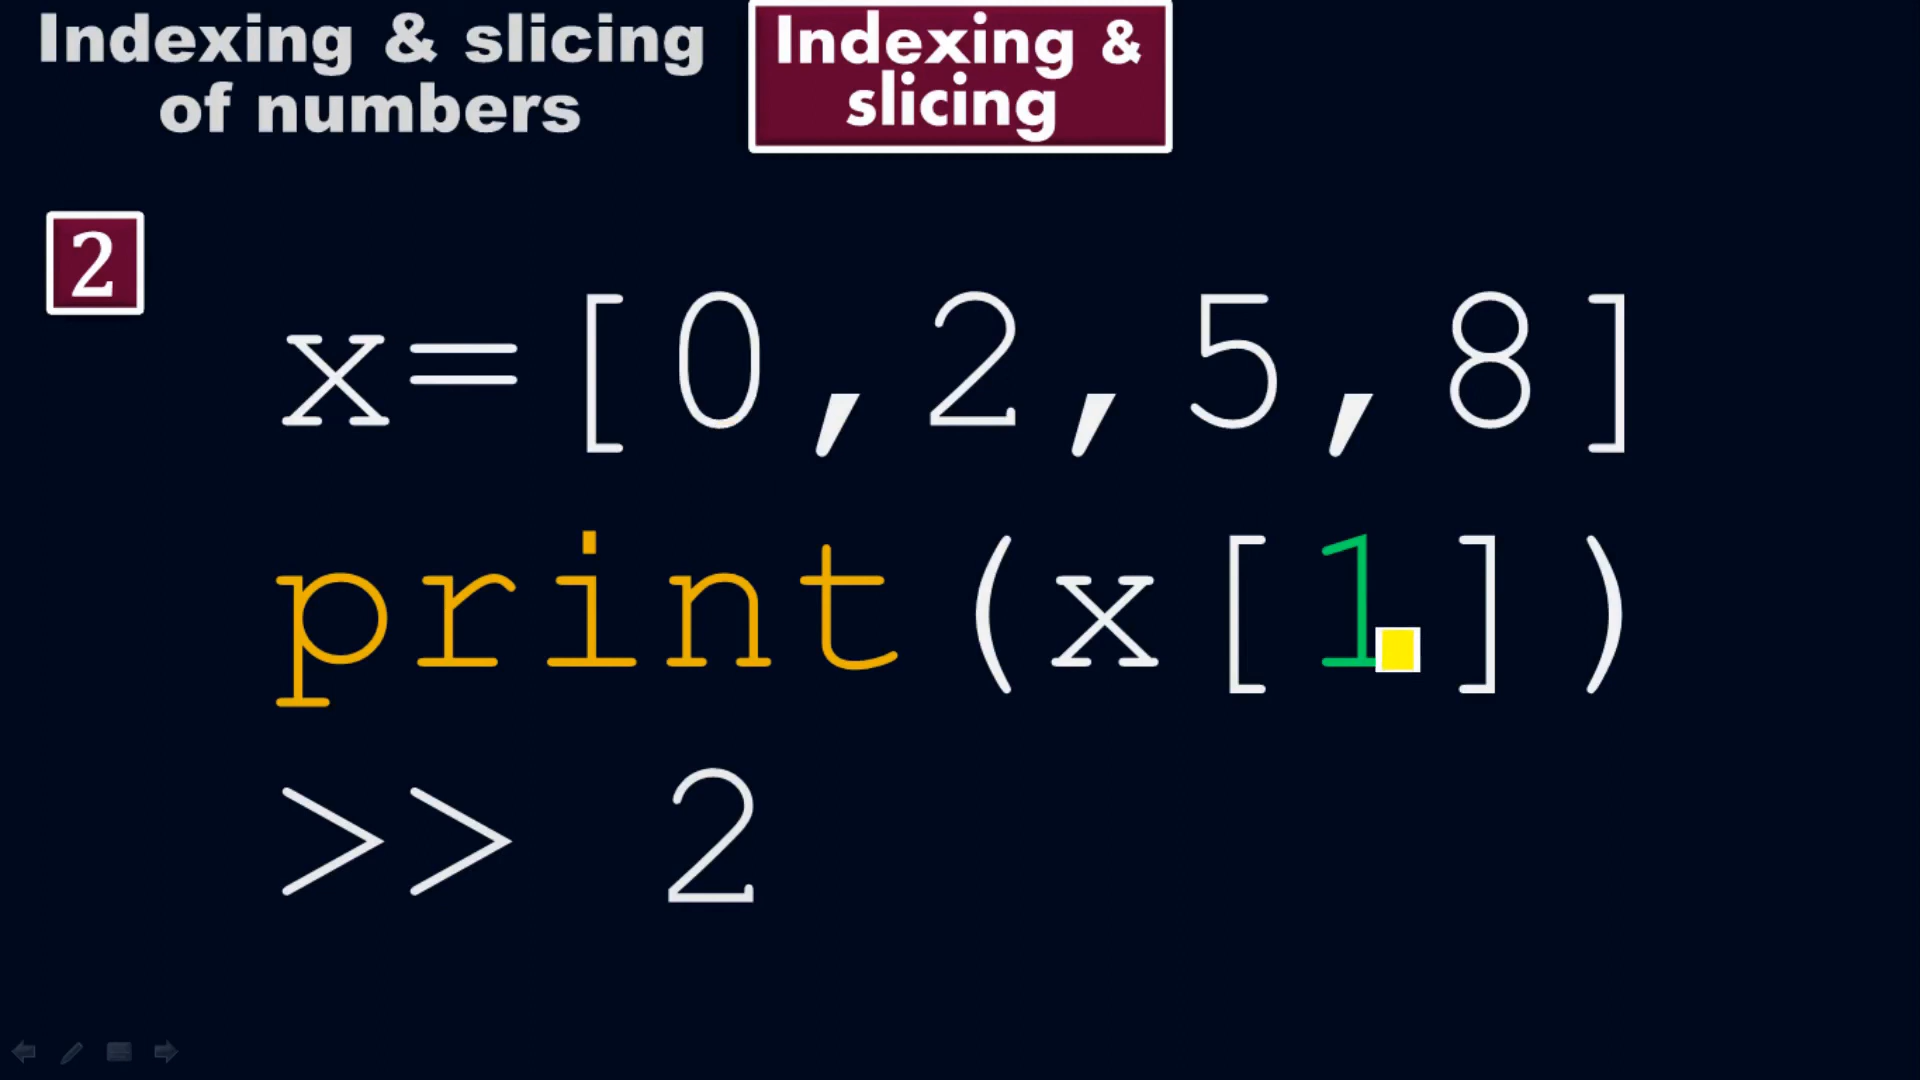 Indexing & slicing
of numbers
Indexing &
slicing
2
x=[0,2,5,8]
print(x[1])
>> 2